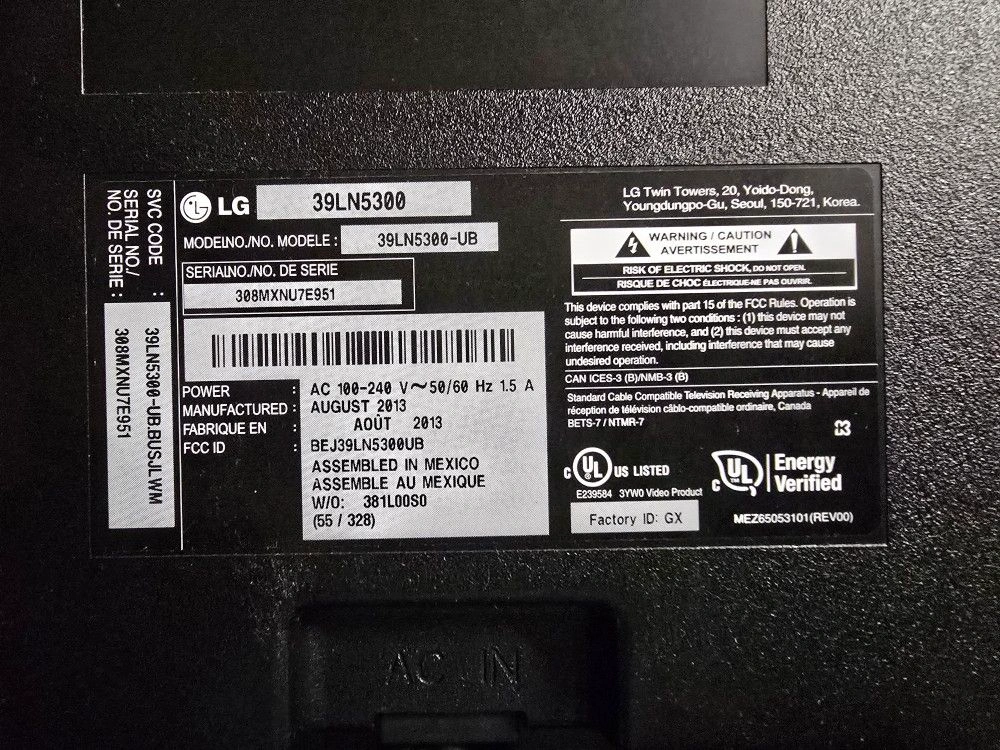 SVC CODE : 39LN5300-UB.BUSJLWM
SERIAL NO./
NO. DE SERIE : 308MXNU7E951
LG 39LN5300
MODELNO./NO. MODELE : 39LN5300-UB
SERIALNO./NO. DE SERIE
308MXNU7E951
POWER : AC 100-240 V~50/60 Hz 1.5 A
MANUFACTURED : AUGUST 2013
FABRIQUE EN : AOÛT 2013
FCC ID : BEJ39LN5300UB
ASSEMBLED IN MEXICO
ASSEMBLE AU MEXIQUE
W/O: 381L00S0
(55 / 328)
LG Twin Towers, 20, Yoido-Dong,
Youngdungpo-Gu, Seoul, 150-721, Korea.
WARNING / CAUTION
AVERTISSEMENT
RISK OF ELECTRIC SHOCK, DO NOT OPEN.
RISQUE DE CHOC ÉLECTRIQUE-NE PAS OUVRIR.
This device complies with part 15 of the FCC Rules. Operation is
subject to the following two conditions : (1) this device may not
cause harmful interference, and (2) this device must accept any
interference received, including interference that may cause
undesired operation.
CAN ICES-3 (B)/NMB-3 (B)
Standard Cable Compatible Television Receiving Apparatus - Appareil de
réception de télévision câblo-compatible ordinaire, Canada
BETS-7 / NTMR-7
C UL US LISTED
E239584 3YW0 Video Product
UL Energy
Verified
Factory ID: GX
MEZ65053101(REV00)
AC IN